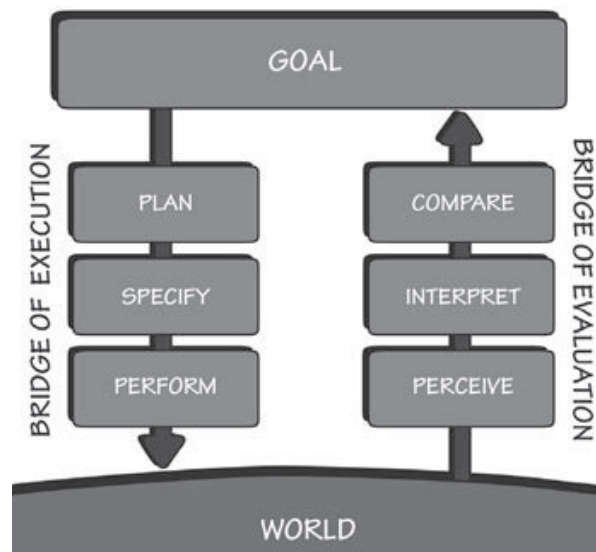 GOAL
BRIDGE OF EXECUTION
PLAN
SPECIFY
PERFORM
COMPARE
INTERPRET
PERCEIVE
BRIDGE OF EVALUATION
WORLD